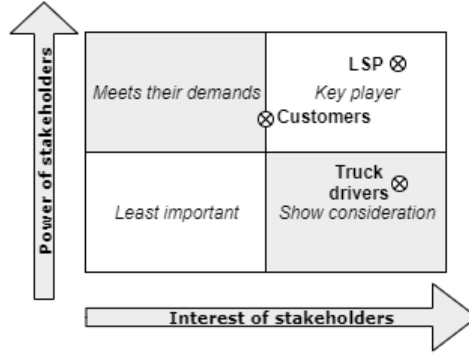 Power of stakeholders
LSP
Meets their demands
Key player
Customers
Truck
drivers
Least important
Show consideration
Interest of stakeholders